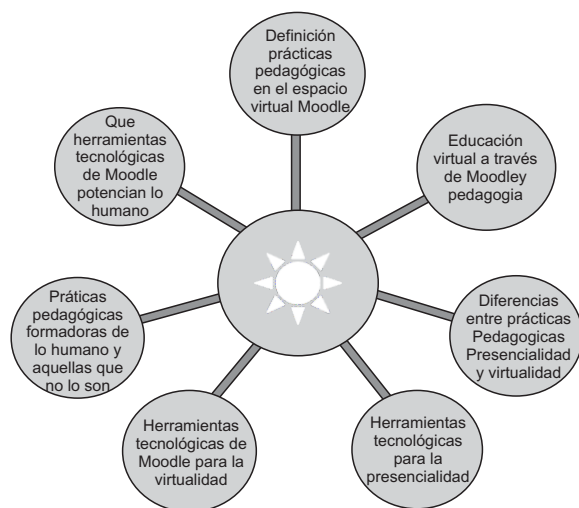 Definición
prácticas
pedagógicas
en el espacio
virtual Moodle
Educación
virtual a través
de Moodley
pedagogia
Diferencias
entre prácticas
Pedagogicas
Presencialidad
y virtualidad
Herramientas
tecnológicas
para la
presencialidad
Herramientas
tecnológicas de
Moodle para la
virtualidad
Práticas
pedagógicas
formadoras de
lo humano y
aquellas que
no lo son
Que
herramientas
tecnológicas
de Moodle
potencian lo
humano